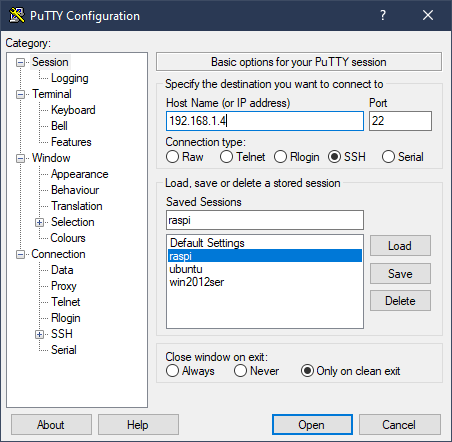 PuTTY Configuration
?
Category:
Session
Logging
Terminal
Keyboard
Bell
Features
Window
Appearance
Behaviour
Translation
Selection
Colours
Connection
Data
Proxy
Telnet
Rlogin
SSH
Serial
Basic options for your PuTTY session
Specify the destination you want to connect to
Host Name (or IP address) Port
192.168.1.4 22
Connection type:
Raw Telnet Rlogin SSH Serial
Load, save or delete a stored session
Saved Sessions
raspi
Default Settings
raspi
ubuntu
win2012ser
Load
Save
Delete
Close window on exit:
Always Never Only on clean exit
About Help Open Cancel